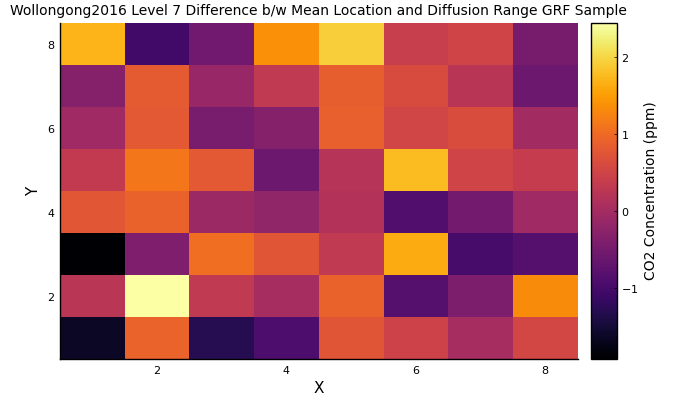 Wollongong2016 Level 7 Difference b/w Mean Location and Diffusion Range GRF Sample
8
6
4
2
Y
2 4 6 8
X
2
1
0
−1
CO2 Concentration (ppm)